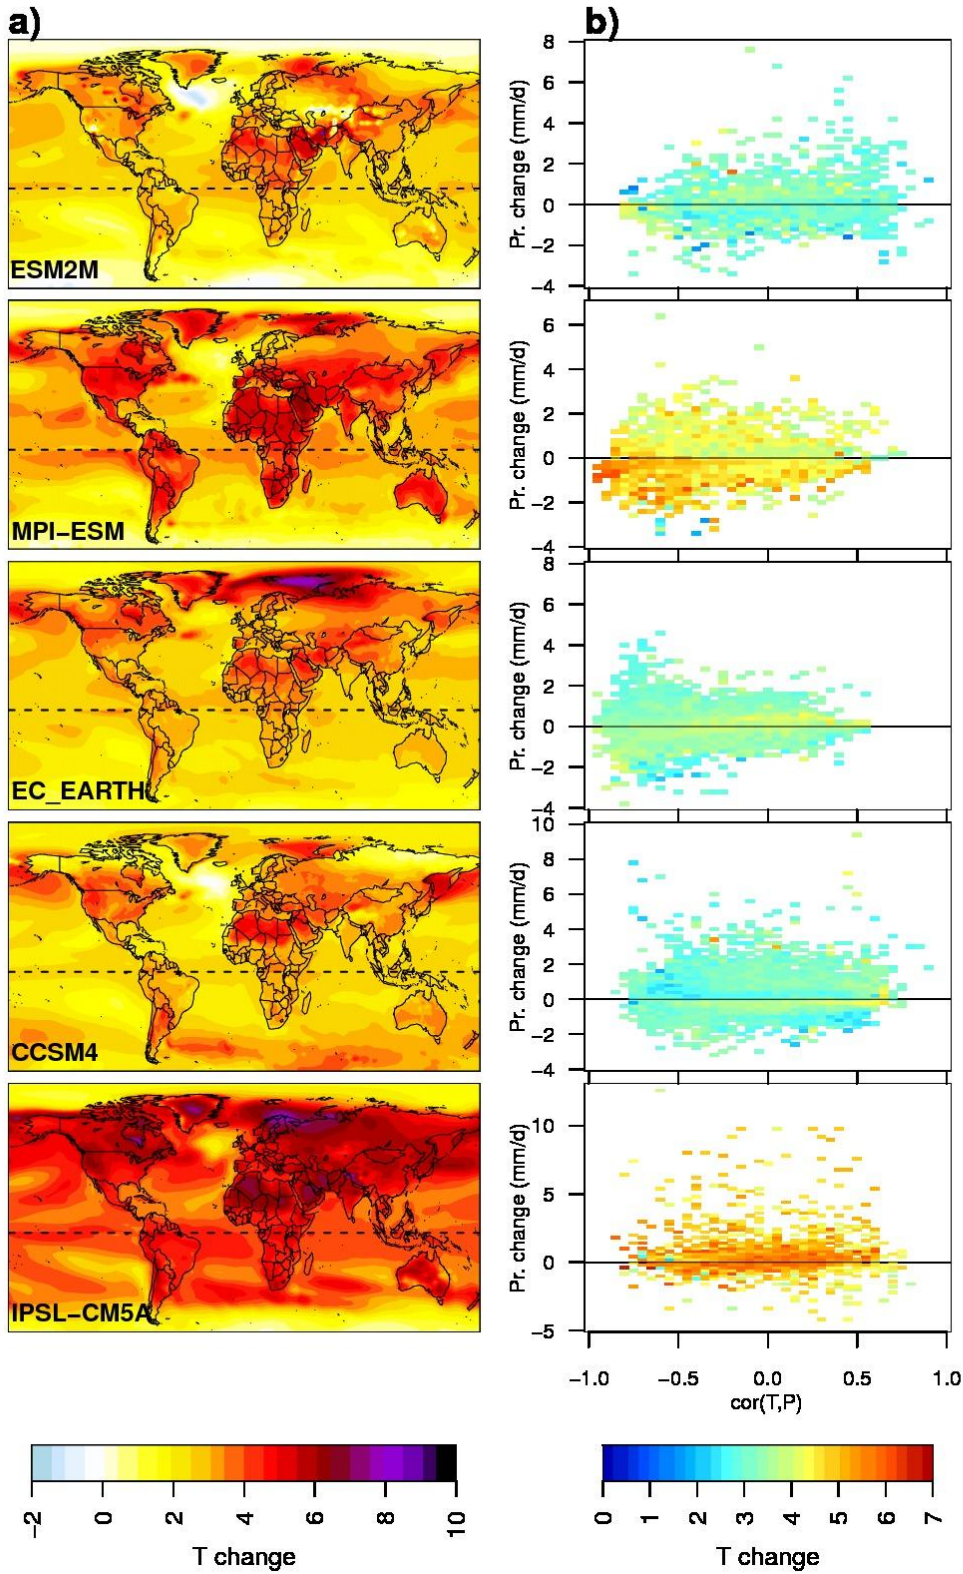 a)
b)
ESM2M
MPI−ESM
EC_EARTH
CCSM4
IPSL−CM5A
8
6
4
2
0
−2
−4
Pr. change (mm/d)
6
4
2
0
−2
−4
Pr. change (mm/d)
8
6
4
2
0
−2
−4
Pr. change (mm/d)
10
8
6
4
2
0
−2
−4
Pr. change (mm/d)
10
5
0
−5
Pr. change (mm/d)
−1.0 −0.5 0.0 0.5 1.0
cor(T,P)
−2 0 2 4 6 8 10
T change
0 1 2 3 4 5 6 7
T change